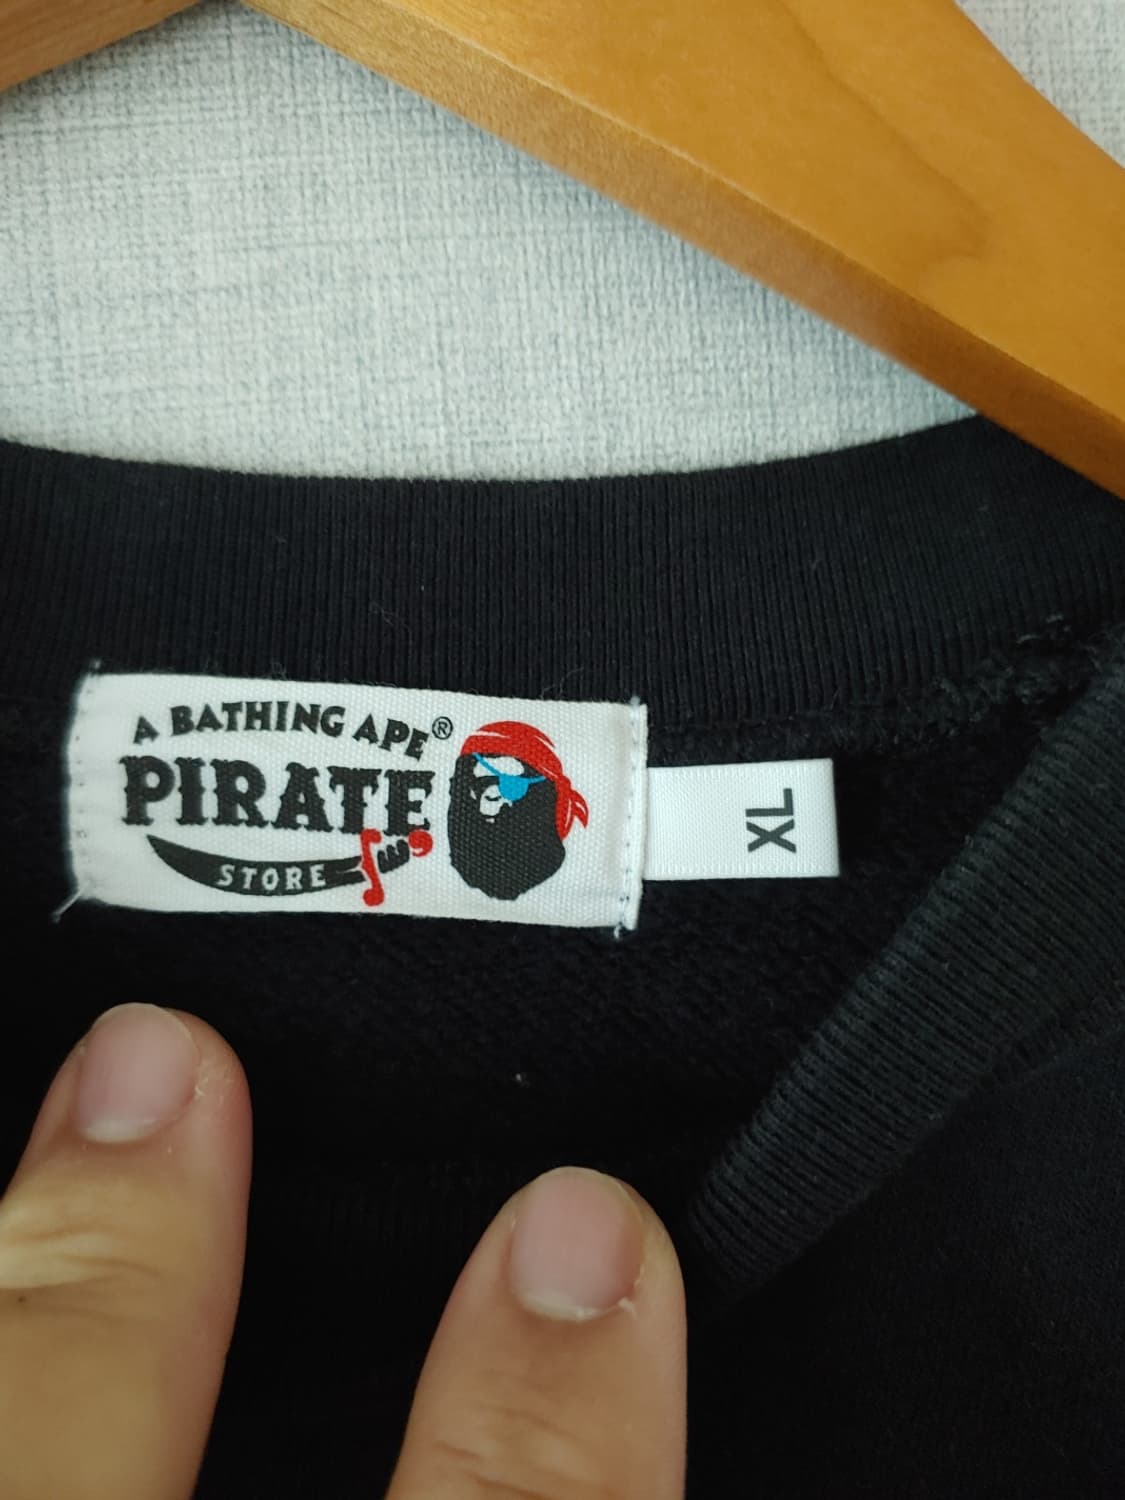 A BATHING APE®
PIRATE
STORE
XL